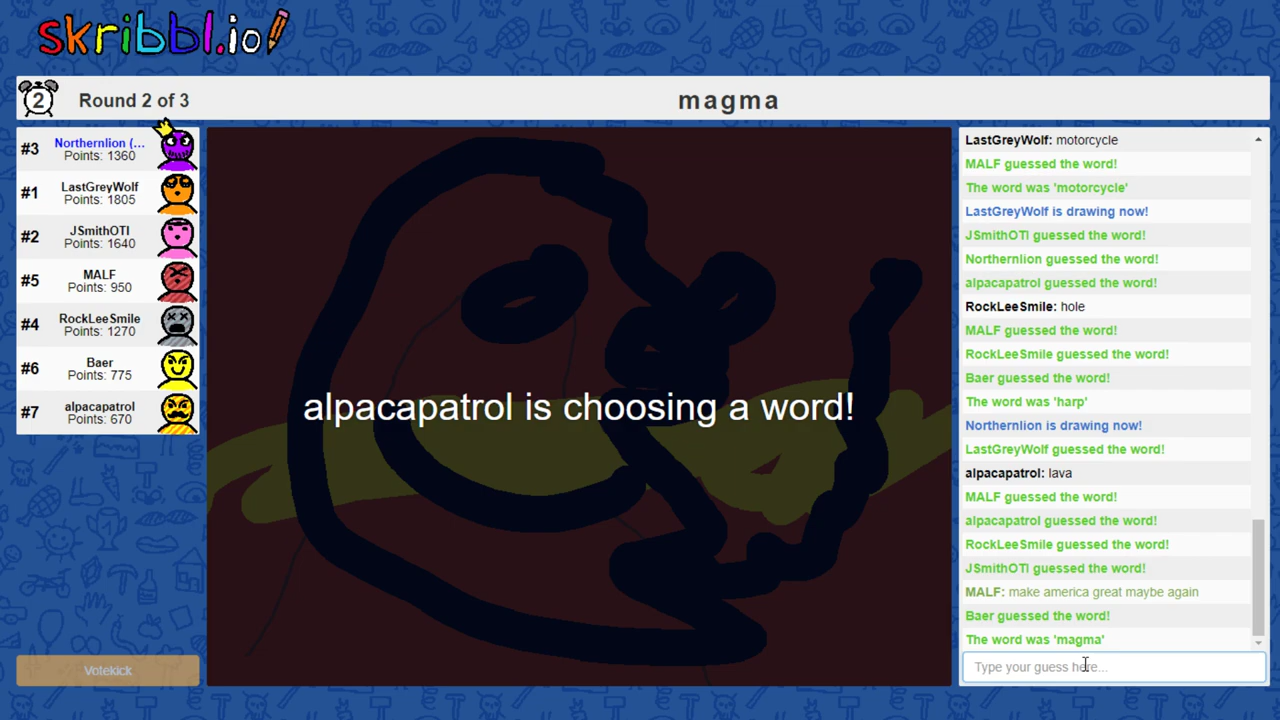 skribbl.io
2
Round 2 of 3
magma
#3
Northernlion (...
Points: 1360
#1
LastGreyWolf
Points: 1805
#2
JSmithOTI
Points: 1640
#5
MALF
Points: 950
#4
RockLeeSmile
Points: 1270
#6
Baer
Points: 775
#7
alpacapatrol
Points: 670
Votekick
alpacapatrol is choosing a word!
LastGreyWolf: motorcycle
MALF guessed the word!
The word was 'motorcycle'
LastGreyWolf is drawing now!
JSmithOTI guessed the word!
Northernlion guessed the word!
alpacapatrol guessed the word!
RockLeeSmile: hole
MALF guessed the word!
RockLeeSmile guessed the word!
Baer guessed the word!
The word was 'harp'
Northernlion is drawing now!
LastGreyWolf guessed the word!
alpacapatrol: lava
MALF guessed the word!
alpacapatrol guessed the word!
RockLeeSmile guessed the word!
JSmithOTI guessed the word!
MALF: make america great maybe again
Baer guessed the word!
The word was 'magma'
Type your guess here...